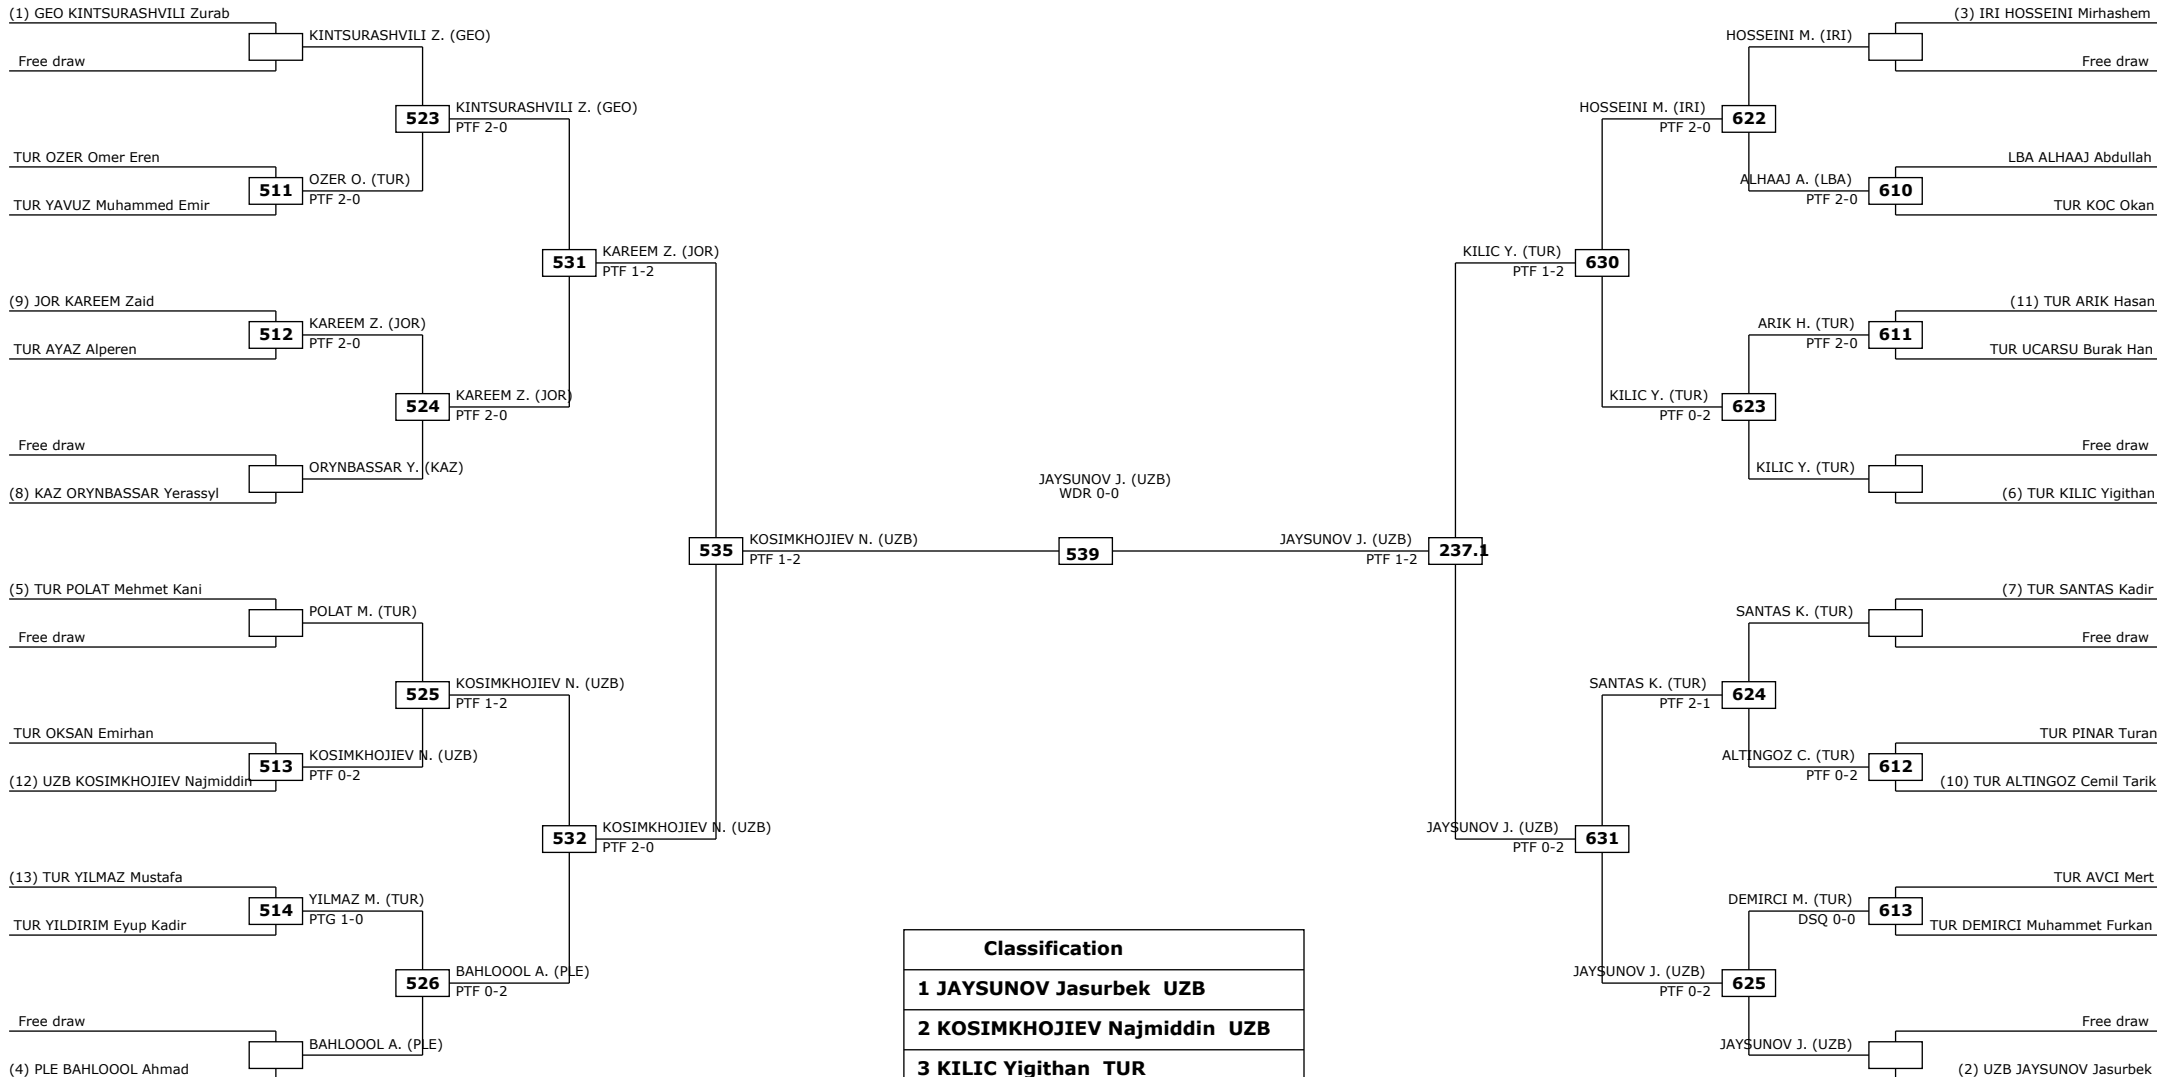 (1) GEO KINTSURASHVILI Zurab
KINTSURASHVILI Z. (GEO)
Free draw
523
KINTSURASHVILI Z. (GEO)
PTF 2-0
TUR OZER Omer Eren
511
OZER O. (TUR)
PTF 2-0
TUR YAVUZ Muhammed Emir
531
KAREEM Z. (JOR)
PTF 1-2
(9) JOR KAREEM Zaid
512
KAREEM Z. (JOR)
PTF 2-0
TUR AYAZ Alperen
524
KAREEM Z. (JOR)
PTF 2-0
Free draw
ORYNBASSAR Y. (KAZ)
(8) KAZ ORYNBASSAR Yerassyl
535
KOSIMKHOJIEV N. (UZB)
PTF 1-2
(5) TUR POLAT Mehmet Kani
POLAT M. (TUR)
Free draw
525
KOSIMKHOJIEV N. (UZB)
PTF 1-2
TUR OKSAN Emirhan
513
KOSIMKHOJIEV N. (UZB)
PTF 0-2
(12) UZB KOSIMKHOJIEV Najmiddin
532
KOSIMKHOJIEV N. (UZB)
PTF 2-0
(13) TUR YILMAZ Mustafa
514
YILMAZ M. (TUR)
PTG 1-0
TUR YILDIRIM Eyup Kadir
526
BAHLOOOL A. (PLE)
PTF 0-2
Free draw
BAHLOOOL A. (PLE)
(4) PLE BAHLOOOL Ahmad
JAYSUNOV J. (UZB)
WDR 0-0
539
(3) IRI HOSSEINI Mirhashem
HOSSEINI M. (IRI)
Free draw
HOSSEINI M. (IRI)
PTF 2-0
622
LBA ALHAAJ Abdullah
ALHAAJ A. (LBA)
PTF 2-0
610
TUR KOC Okan
KILIC Y. (TUR)
PTF 1-2
630
(11) TUR ARIK Hasan
ARIK H. (TUR)
PTF 2-0
611
TUR UCARSU Burak Han
KILIC Y. (TUR)
PTF 0-2
623
Free draw
KILIC Y. (TUR)
(6) TUR KILIC Yigithan
JAYSUNOV J. (UZB)
PTF 1-2
237.1
(7) TUR SANTAS Kadir
SANTAS K. (TUR)
Free draw
SANTAS K. (TUR)
PTF 2-1
624
TUR PINAR Turan
ALTINGOZ C. (TUR)
PTF 0-2
612
(10) TUR ALTINGOZ Cemil Tarik
JAYSUNOV J. (UZB)
PTF 0-2
631
TUR AVCI Mert
DEMIRCI M. (TUR)
DSQ 0-0
613
TUR DEMIRCI Muhammet Furkan
JAYSUNOV J. (UZB)
PTF 0-2
625
Free draw
JAYSUNOV J. (UZB)
(2) UZB JAYSUNOV Jasurbek
Classification
1 JAYSUNOV Jasurbek UZB
2 KOSIMKHOJIEV Najmiddin UZB
3 KILIC Yigithan TUR